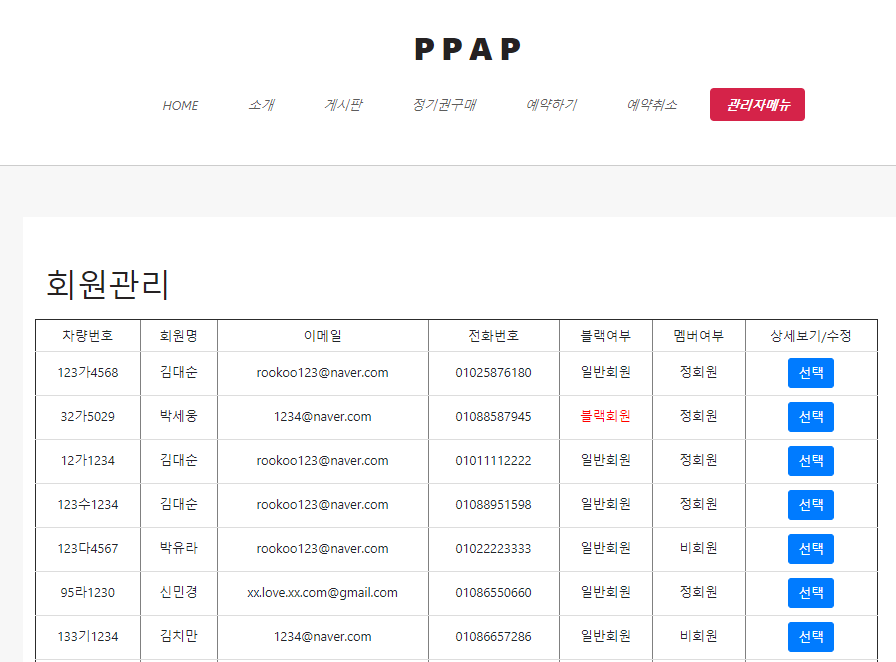 PPAP
HOME 소개 게시판 정기권구매 예약하기 예약취소 관리자메뉴
회원관리
차량번호 회원명 이메일 전화번호 블랙여부 멤버여부 상세보기/수정
123가4568 김대순 rookoo123@naver.com 01025876180 일반회원 정회원 선택
32가5029 박세웅 1234@naver.com 01088587945 블랙회원 정회원 선택
12가1234 김대순 rookoo123@naver.com 01011112222 일반회원 정회원 선택
123수1234 김대순 rookoo123@naver.com 01088951598 일반회원 정회원 선택
123다4567 박유라 rookoo123@naver.com 01022223333 일반회원 비회원 선택
95라1230 신민경 xx.love.xx.com@gmail.com 01086550660 일반회원 정회원 선택
133기1234 김치만 1234@naver.com 01086657286 일반회원 비회원 선택